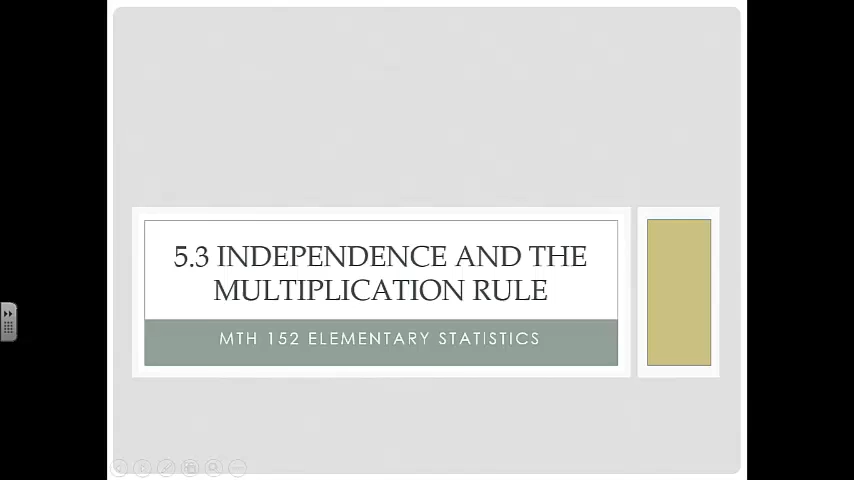 5.3 INDEPENDENCE AND THE
MULTIPLICATION RULE
MTH 152 ELEMENTARY STATISTICS